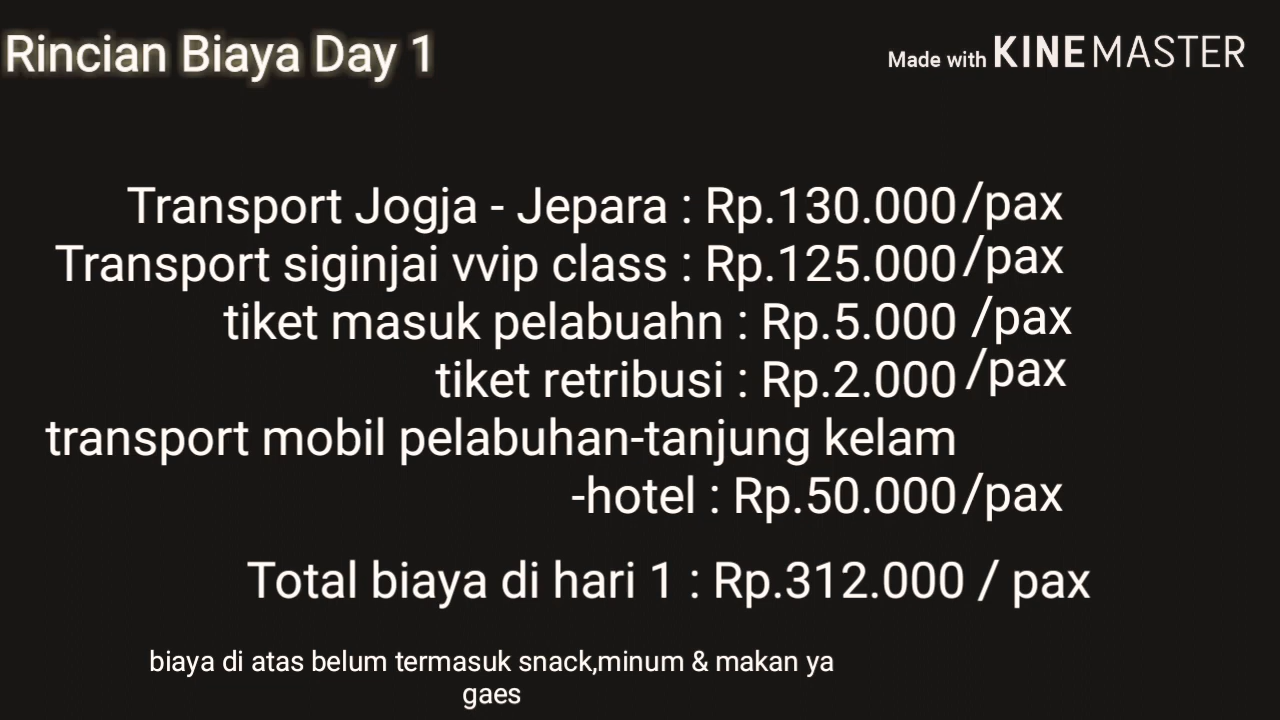 Rincian Biaya Day 1
Made with KINEMASTER
Transport Jogja - Jepara : Rp.130.000/pax
Transport siginjai vvip class : Rp.125.000/pax
tiket masuk pelabuahn : Rp.5.000 /pax
tiket retribusi : Rp.2.000/pax
transport mobil pelabuhan-tanjung kelam
-hotel : Rp.50.000/pax
Total biaya di hari 1 : Rp.312.000 / pax
biaya di atas belum termasuk snack,minum & makan ya
gaes